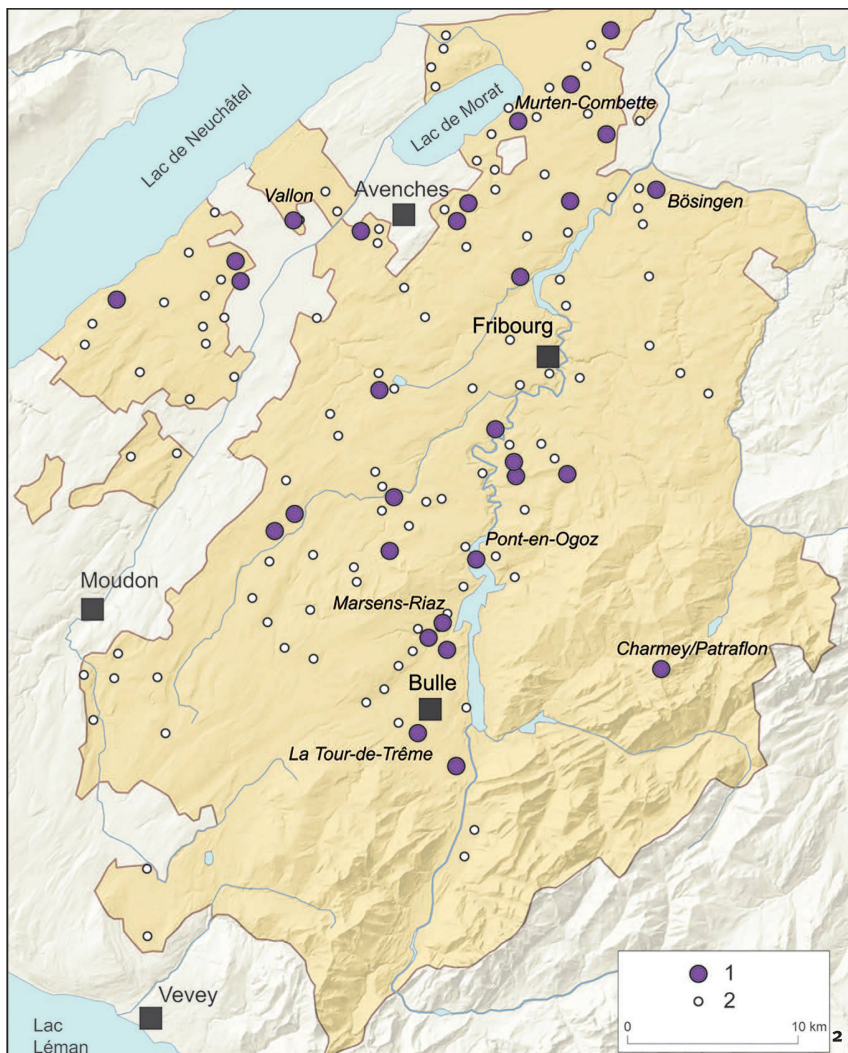 Lac de Neuchâtel
Lac de Morat
Murten-Combette
Vallon
Avenches
Bösingen
Fribourg
Pont-en-Ogoz
Moudon
Marsens-Riaz
Charmey/Patraflon
Bulle
La Tour-de-Trême
Vevey
Lac
Léman
1
2
0 10 km
2